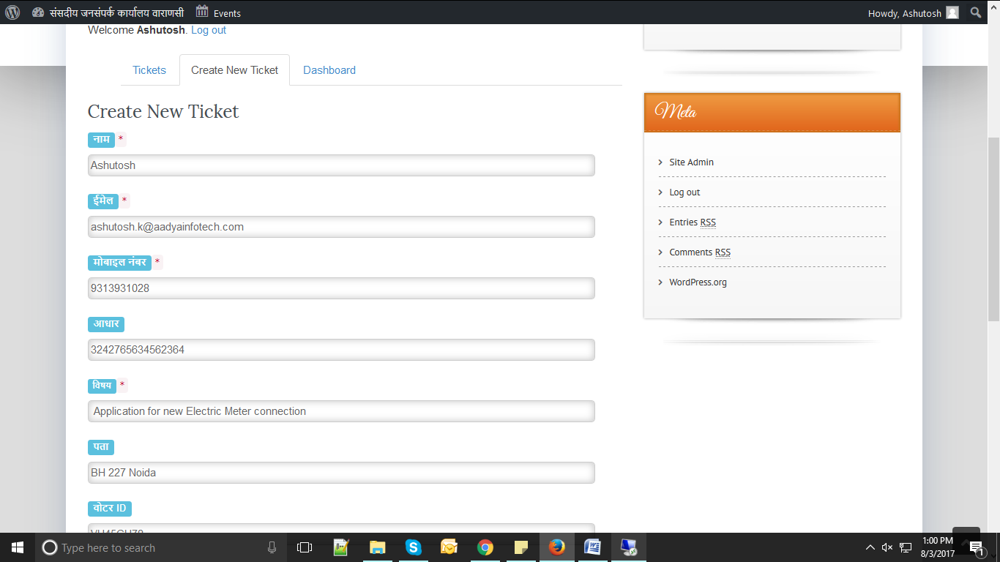 संसदीय जनसंपर्क कार्यालय वाराणसी Events Howdy, Ashutosh
Welcome Ashutosh. Log out
Tickets Create New Ticket Dashboard
Create New Ticket
नाम *
Ashutosh
ईमेल *
ashutosh.k@aadyainfotech.com
मोबाइल नंबर *
9313931028
आधार
3242765634562364
विषय *
Application for new Electric Meter connection
पता
BH 227 Noida
वोटर ID
Meta
Site Admin
Log out
Entries RSS
Comments RSS
WordPress.org
Type here to search
1:00 PM
8/3/2017
1